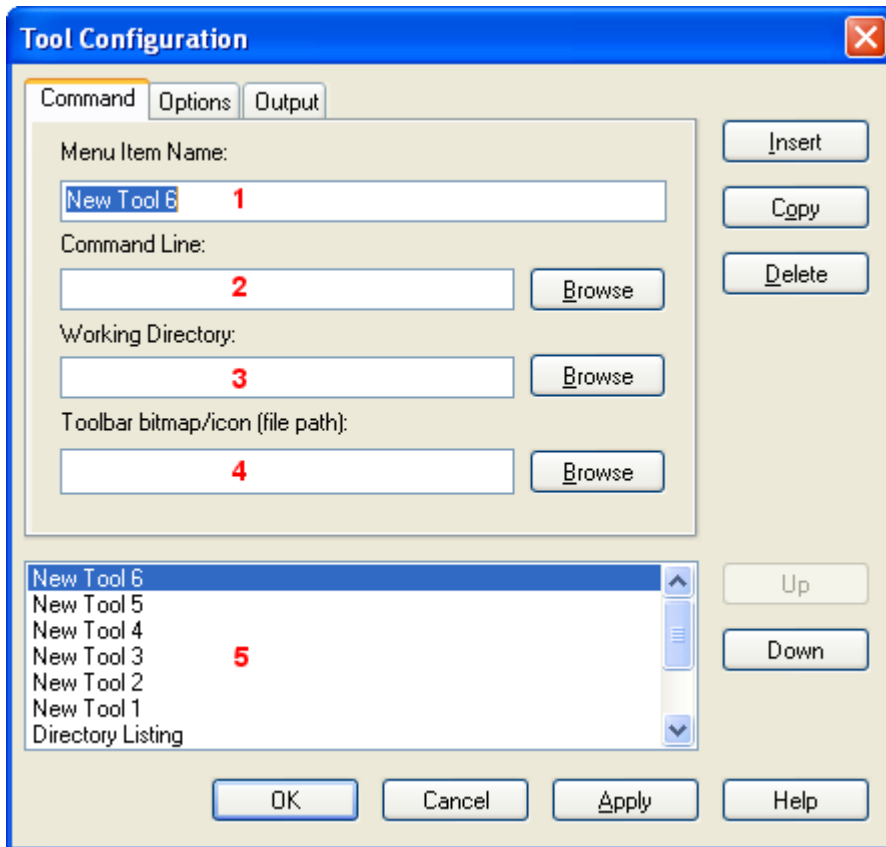 Tool Configuration
Command Options Output
Menu Item Name:
New Tool 6 1
Command Line:
2 Browse
Working Directory:
3 Browse
Toolbar bitmap/icon (file path):
4 Browse
Insert
Copy
Delete
New Tool 6
New Tool 5
New Tool 4
New Tool 3 5
New Tool 2
New Tool 1
Directory Listing
Up
Down
OK Cancel Apply Help